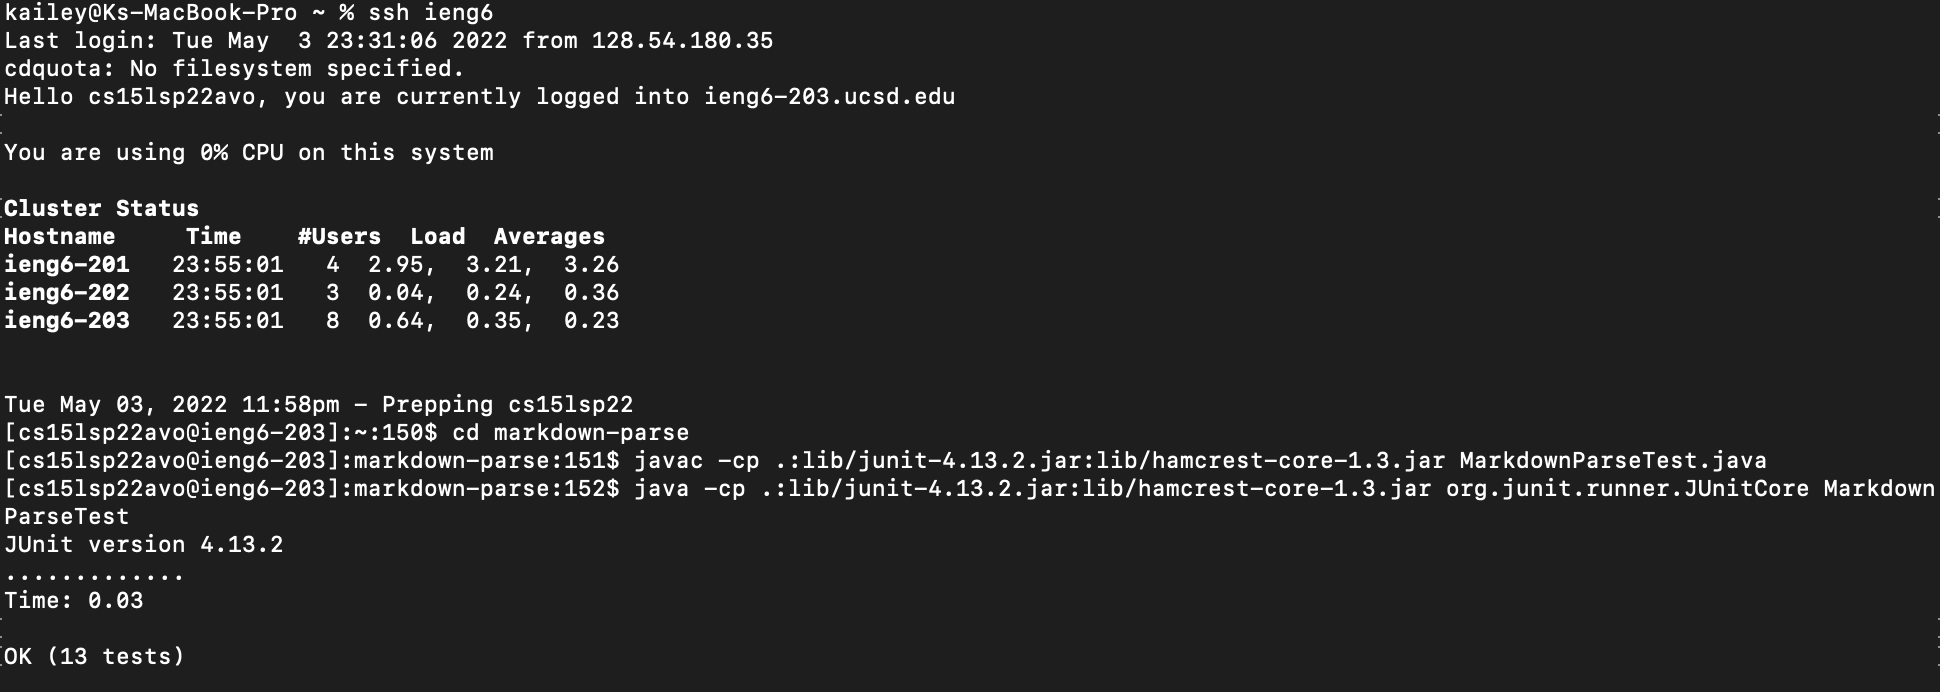 kailey@Ks-MacBook-Pro ~ % ssh ieng6
Last login: Tue May  3 23:31:06 2022 from 128.54.180.35
cdquota: No filesystem specified.
Hello cs15lsp22avo, you are currently logged into ieng6-203.ucsd.edu
You are using 0% CPU on this system
Cluster Status
Hostname     Time    #Users  Load  Averages
ieng6-201   23:55:01   4  2.95,  3.21,  3.26
ieng6-202   23:55:01   3  0.04,  0.24,  0.36
ieng6-203   23:55:01   8  0.64,  0.35,  0.23
Tue May 03, 2022 11:58pm - Prepping cs15lsp22
[cs15lsp22avo@ieng6-203]:~:150$ cd markdown-parse
[cs15lsp22avo@ieng6-203]:markdown-parse:151$ javac -cp .:lib/junit-4.13.2.jar:lib/hamcrest-core-1.3.jar MarkdownParseTest.java
[cs15lsp22avo@ieng6-203]:markdown-parse:152$ java -cp .:lib/junit-4.13.2.jar:lib/hamcrest-core-1.3.jar org.junit.runner.JUnitCore Markdown
ParseTest
JUnit version 4.13.2
.............
Time: 0.03
OK (13 tests)